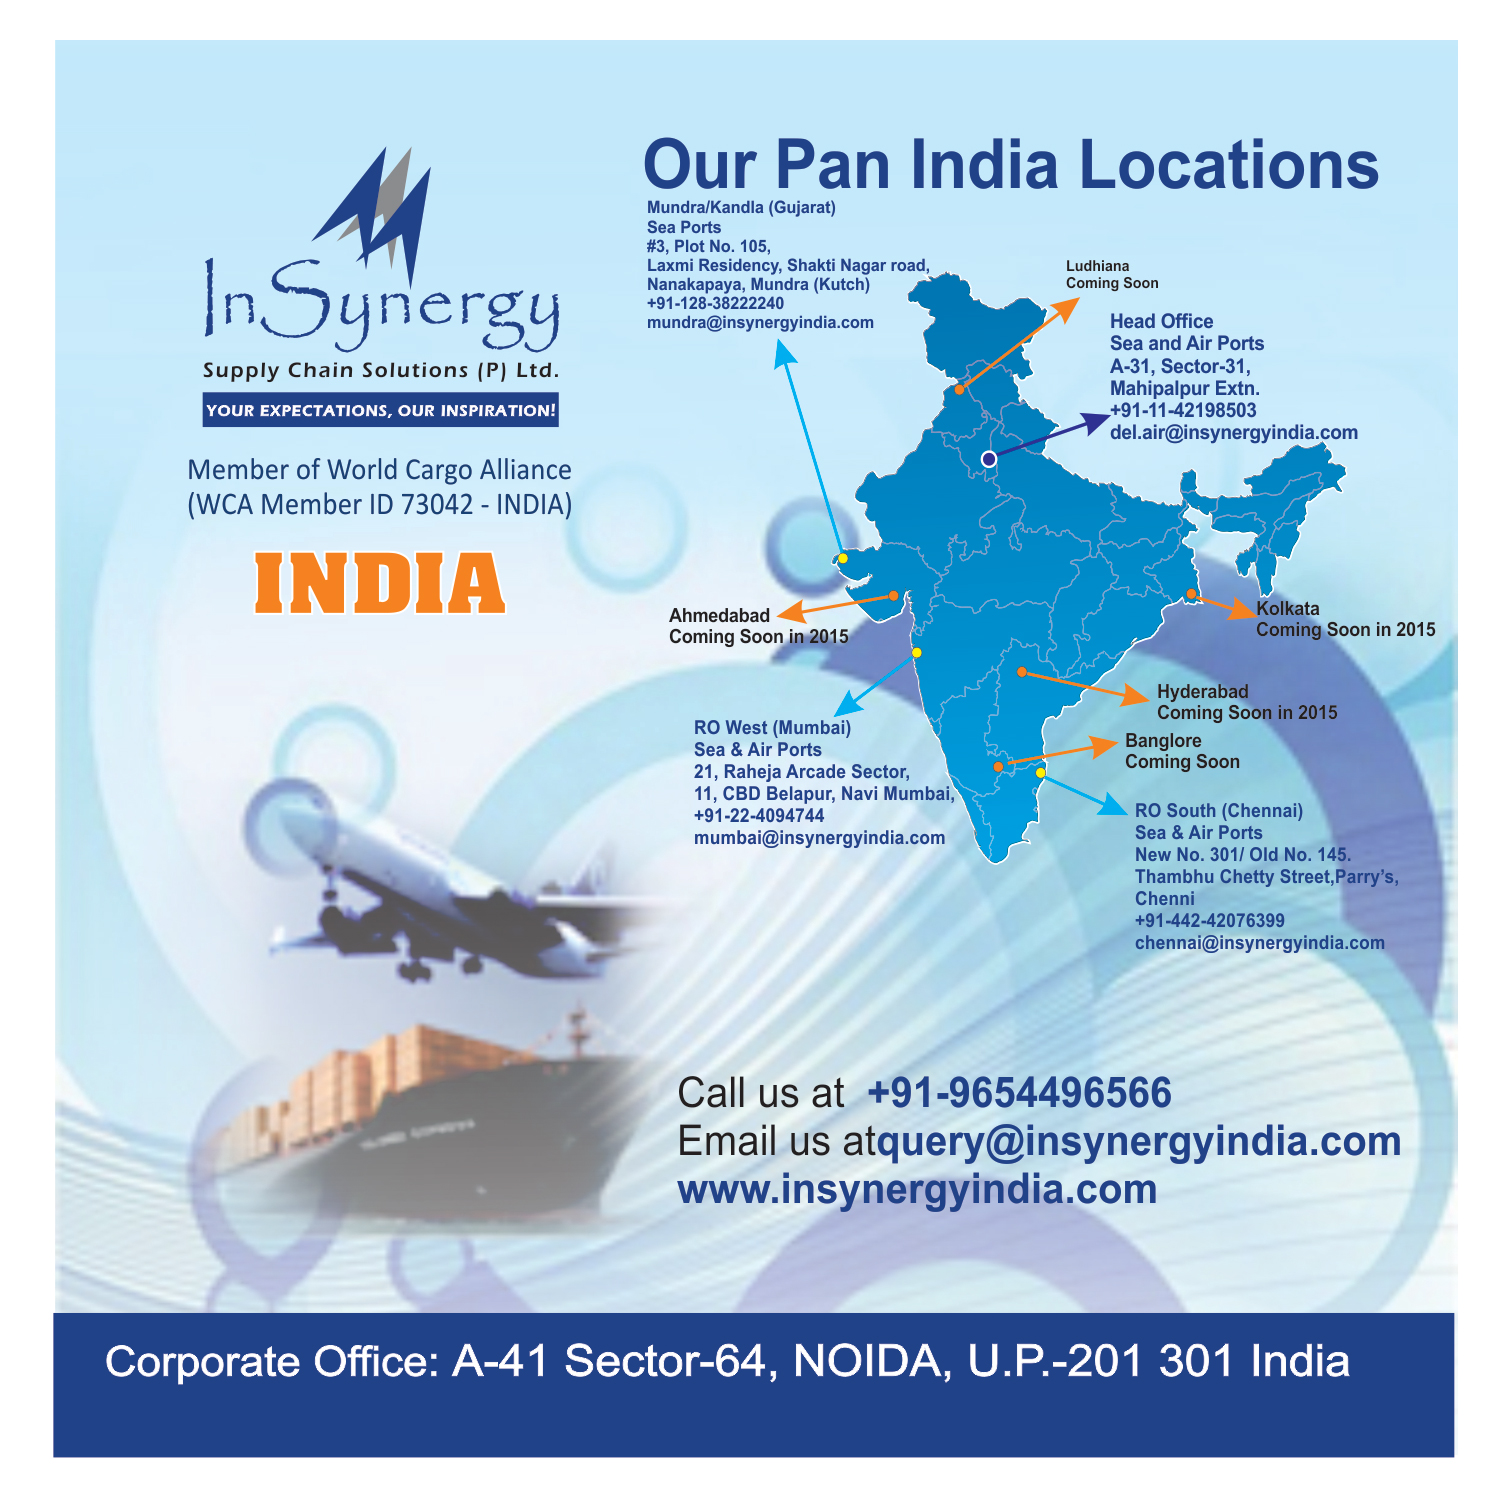 InSynergy
Supply Chain Solutions (P) Ltd.
YOUR EXPECTATIONS, OUR INSPIRATION!
Member of World Cargo Alliance
(WCA Member ID 73042 - INDIA)
INDIA
Our Pan India Locations
Mundra/Kandla (Gujarat)
Sea Ports
#3, Plot No. 105,
Laxmi Residency, Shakti Nagar road,
Nanakapaya, Mundra (Kutch)
+91-128-38222240
mundra@insynergyindia.com
Ludhiana
Coming Soon
Head Office
Sea and Air Ports
A-31, Sector-31,
Mahipalpur Extn.
+91-11-42198503
del.air@insynergyindia.com
Ahmedabad
Coming Soon in 2015
Kolkata
Coming Soon in 2015
Hyderabad
Coming Soon in 2015
Banglore
Coming Soon
RO West (Mumbai)
Sea & Air Ports
21, Raheja Arcade Sector,
11, CBD Belapur, Navi Mumbai,
+91-22-4094744
mumbai@insynergyindia.com
RO South (Chennai)
Sea & Air Ports
New No. 301/ Old No. 145.
Thambhu Chetty Street,Parry's,
Chenni
+91-442-42076399
chennai@insynergyindia.com
Call us at +91-9654496566
Email us atquery@insynergyindia.com
www.insynergyindia.com
Corporate Office: A-41 Sector-64, NOIDA, U.P.-201 301 India